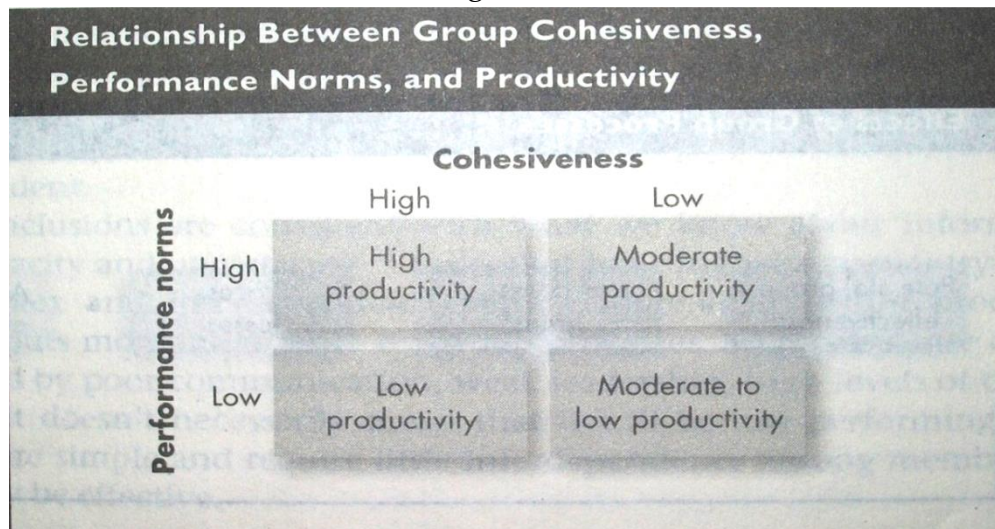 Relationship Between Group Cohesiveness,
Performance Norms, and Productivity
Cohesiveness
High Low
Performance norms
High
High productivity
Moderate productivity
Low
Low productivity
Moderate to low productivity